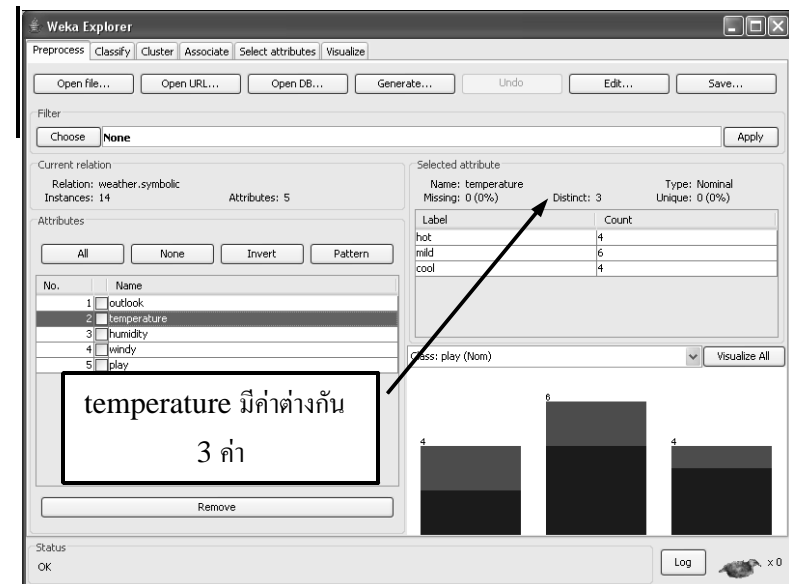 Weka Explorer
Preprocess Classify Cluster Associate Select attributes Visualize
Open file... Open URL... Open DB... Generate... Undo Edit... Save...
Filter
Choose None Apply
Current relation
Relation: weather.symbolic
Instances: 14 Attributes: 5
Selected attribute
Name: temperature Type: Nominal
Missing: 0 (0%) Distinct: 3 Unique: 0 (0%)
Attributes
All None Invert Pattern
No. Name
1 outlook
2 temperature
3 humidity
4 windy
5 play
Remove
Label Count
hot 4
mild 6
cool 4
Class: play (Nom) Visualize All
4 6 4
temperature มีค่าต่างกัน
3 ค่า
Status
OK Log x 0